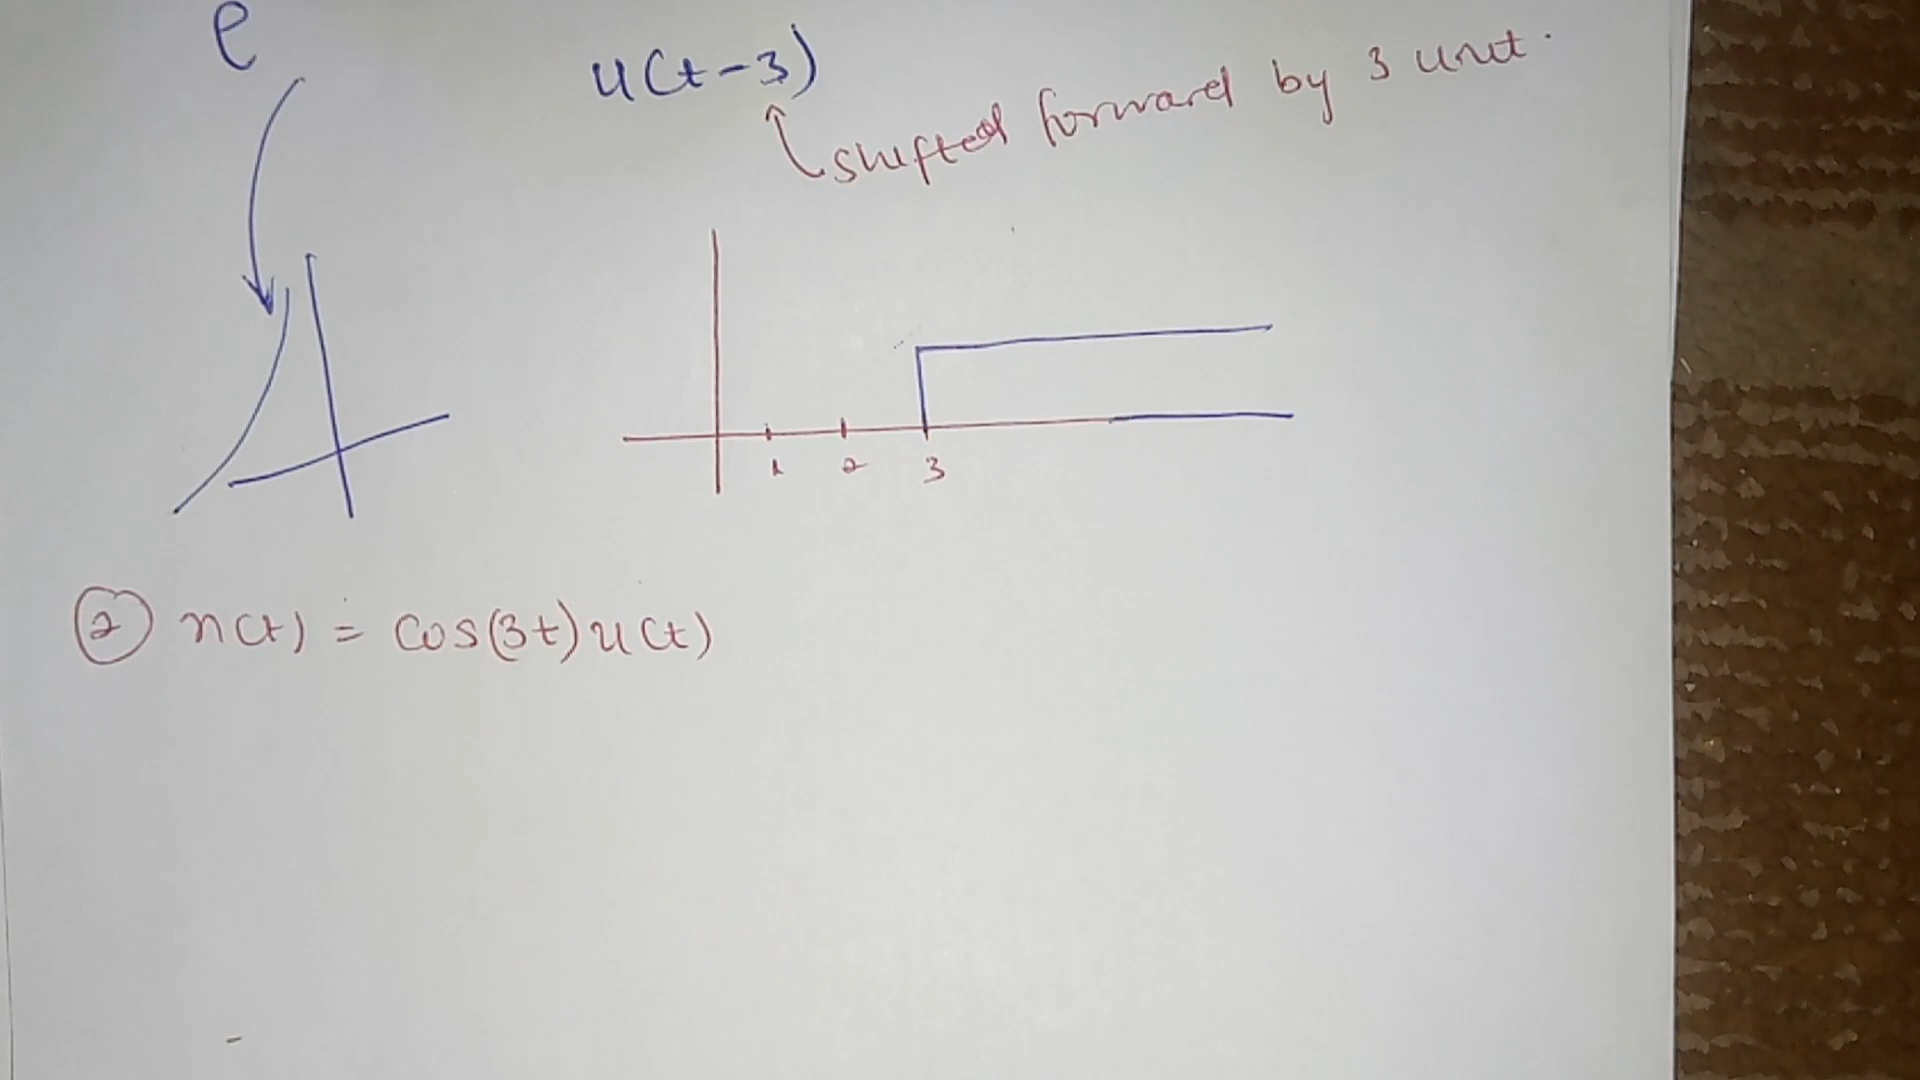 e
u(t-3)
shifted forward by 3 unit.
1 2 3
② x(t) = cos(3t)u(t)